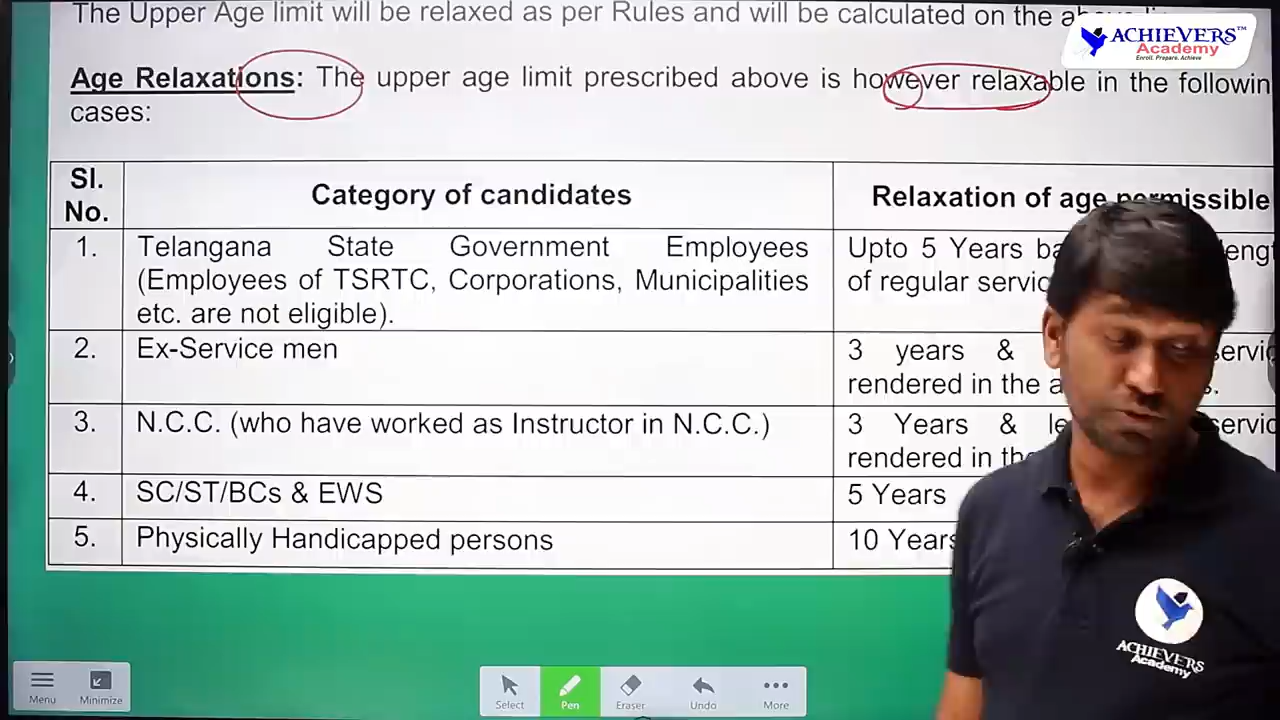 The Upper Age limit will be relaxed as per Rules and will be calculated on the
ACHIEVERS™
Academy
Enroll. Prepare. Achieve
Age Relaxations: The upper age limit prescribed above is however relaxable in the
cases:
Sl. No.
Category of candidates
Relaxation of age permissible
1.
Telangana State Government Employees
(Employees of TSRTC, Corporations, Municipalities
etc. are not eligible).
Upto 5 Years
of regular
2.
Ex-Service men
3 years &
rendered in the
3.
N.C.C. (who have worked as Instructor in N.C.C.)
3 Years &
rendered in
4.
SC/ST/BCs & EWS
5 Years
5.
Physically Handicapped persons
10 Years
ACHIEVERS
Academy
Menu
Minimize
Select
Pen
Eraser
Undo
More